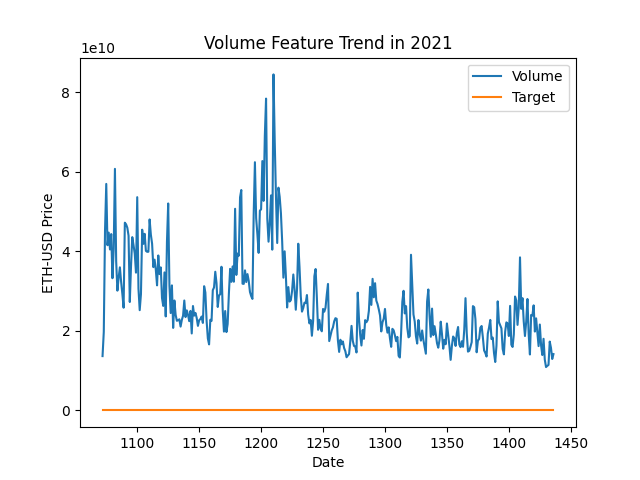 Volume Feature Trend in 2021
1e10
Volume
Target
8
6
4
2
0
ETH-USD Price
1100 1150 1200 1250 1300 1350 1400 1450
Date